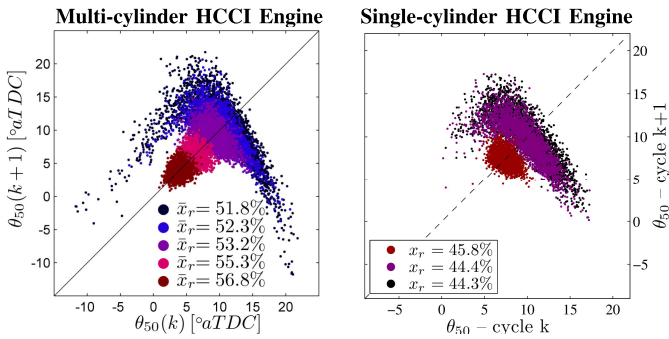 Multi-cylinder HCCI Engine
20
15
10
5
0
-5
-10
-10
-5
0
5
10
15
20
θ50(k+1) [°aTDC]
θ50(k) [°aTDC]
x̄r= 51.8%
x̄r= 52.3%
x̄r= 53.2%
x̄r= 55.3%
x̄r= 56.8%
Single-cylinder HCCI Engine
20
15
10
5
0
−5
−5
0
5
10
15
20
θ50 – cycle k+1
θ50 – cycle k
xr = 45.8%
xr = 44.4%
xr = 44.3%